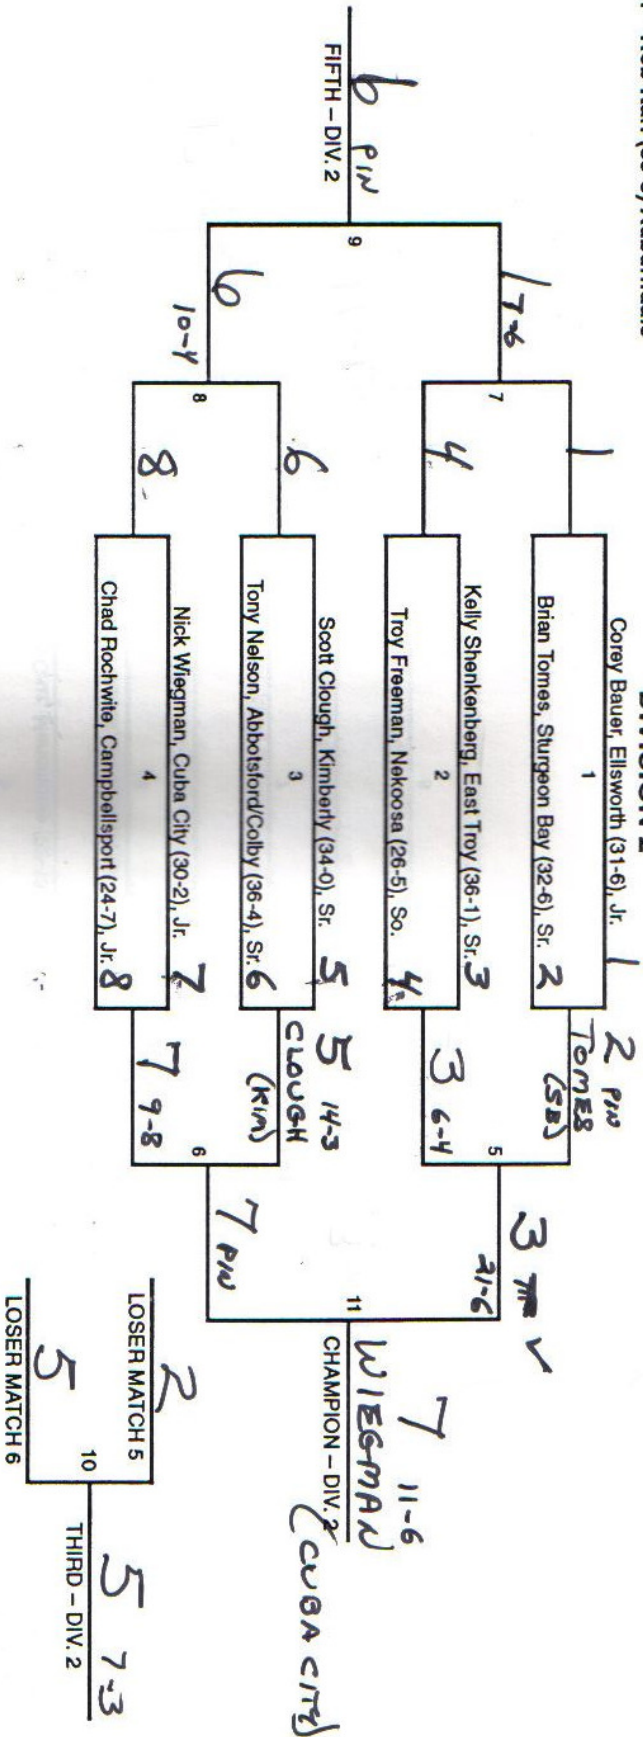 DIVISION 2
Corey Bauer, Ellsworth (31-6), Jr. 1
1
Brian Tomes, Sturgeon Bay (32-6), Sr. 2
Kelly Shenkenberg, East Troy (36-1), Sr. 3
2
Troy Freeman, Nekoosa (26-5), So. 4
Scott Clough, Kimberly (34-0), Sr. 5
3
Tony Nelson, Abbotsford/Colby (36-4), Sr. 6
Nick Wiegman, Cuba City (30-2), Jr. 7
4
Chad Rochwite, Campbellsport (24-7), Jr. 8
2 PIN
TOMES
(SB)
3 6-4
5 14-3
CLOUGH
(KIM)
7 9-8
5
3
21-6
6
7 PIN
11
7 11-6
WIEGMAN
CHAMPION – DIV. 2
(CUBA CITY)
2
LOSER MATCH 5
10
5
LOSER MATCH 6
5 7-3
THIRD – DIV. 2
1
7
4
1 7-6
6
8
8
6
10-4
9
6 PIN
FIFTH – DIV. 2